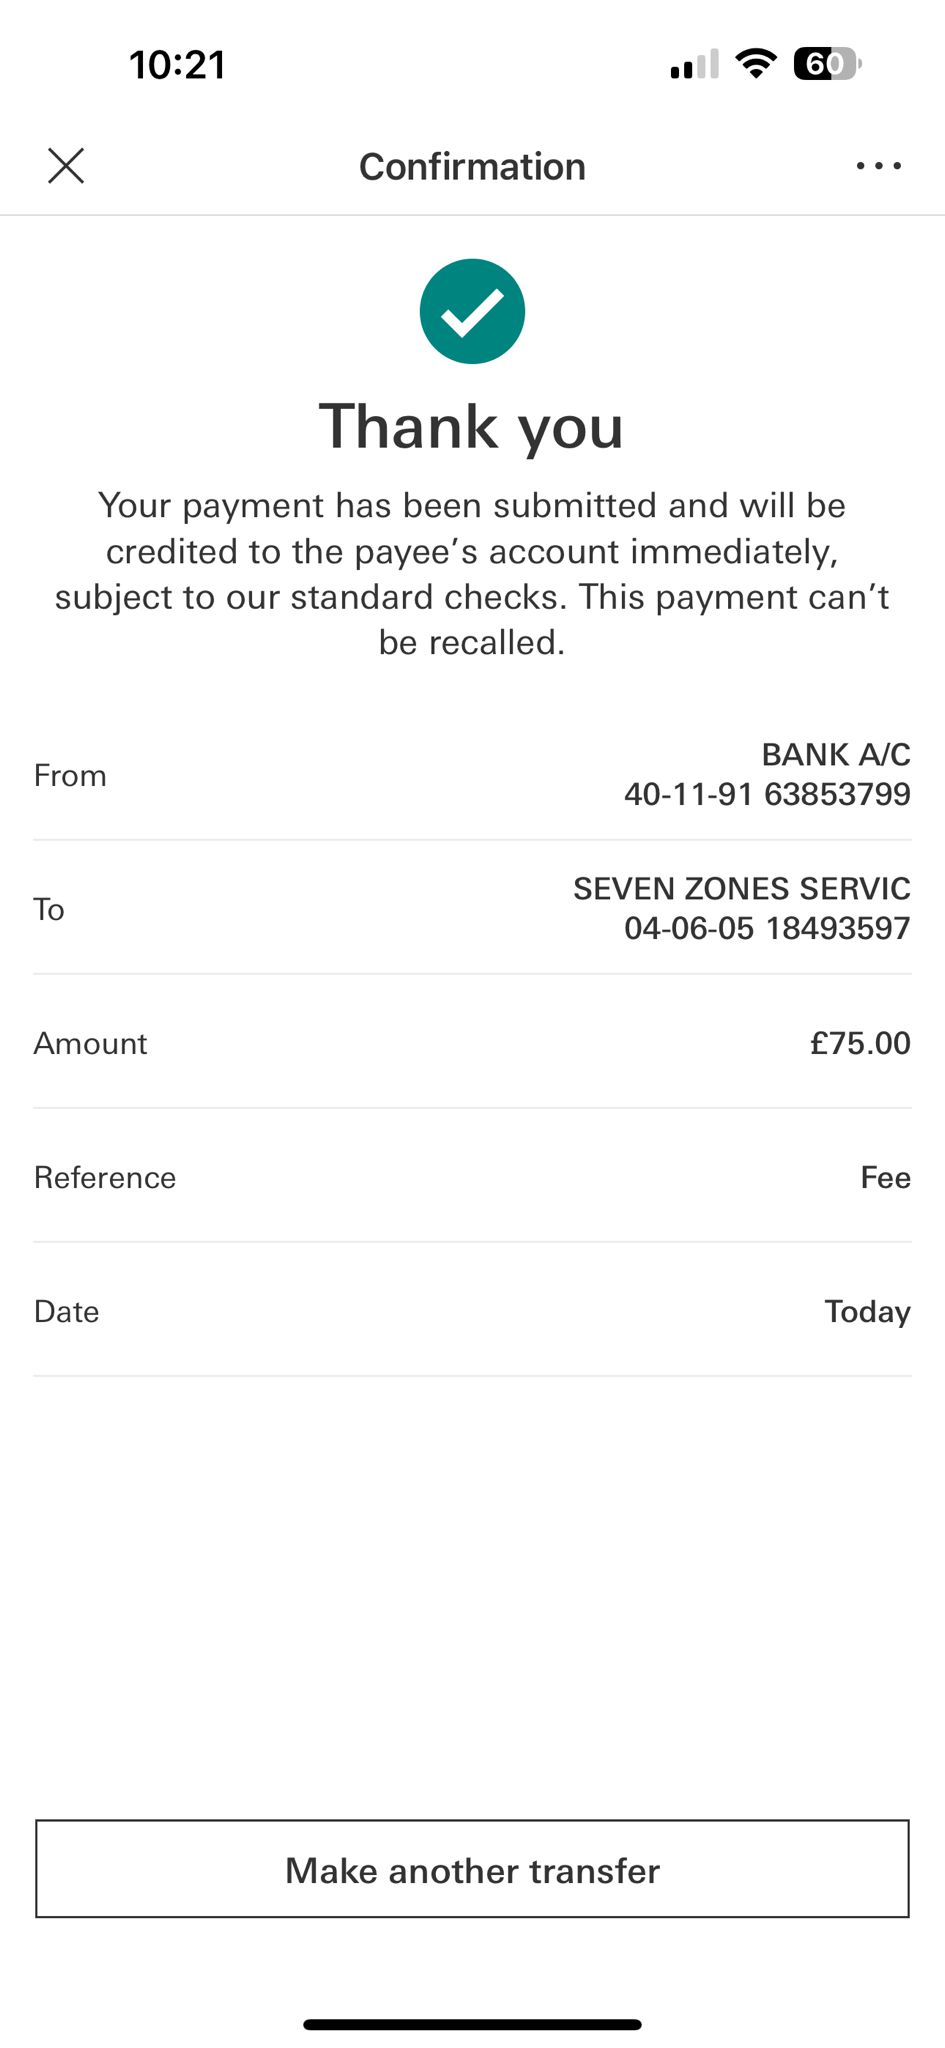 10:21
60
Confirmation
Thank you
Your payment has been submitted and will be
credited to the payee’s account immediately,
subject to our standard checks. This payment can’t
be recalled.
From
BANK A/C
40-11-91 63853799
To
SEVEN ZONES SERVIC
04-06-05 18493597
Amount
£75.00
Reference
Fee
Date
Today
Make another transfer